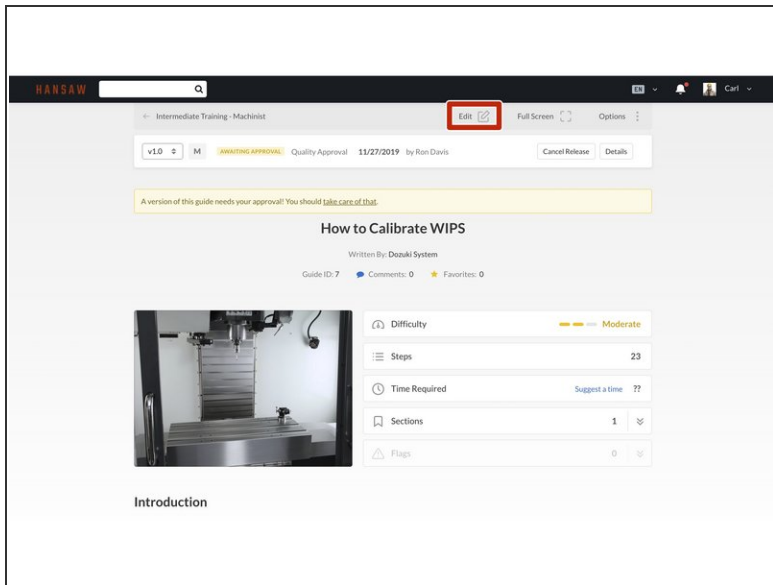 HANSAW EN Carl
Intermediate Training - Machinist Edit Full Screen Options
v1.0 M AWAITING APPROVAL Quality Approval 11/27/2019 by Ron Davis Cancel Release Details
A version of this guide needs your approval! You should take care of that.
How to Calibrate WIPS
Written By: Dozuki System
Guide ID: 7 Comments: 0 Favorites: 0
Difficulty Moderate
Steps 23
Time Required Suggest a time ??
Sections 1
Flags 0
Introduction